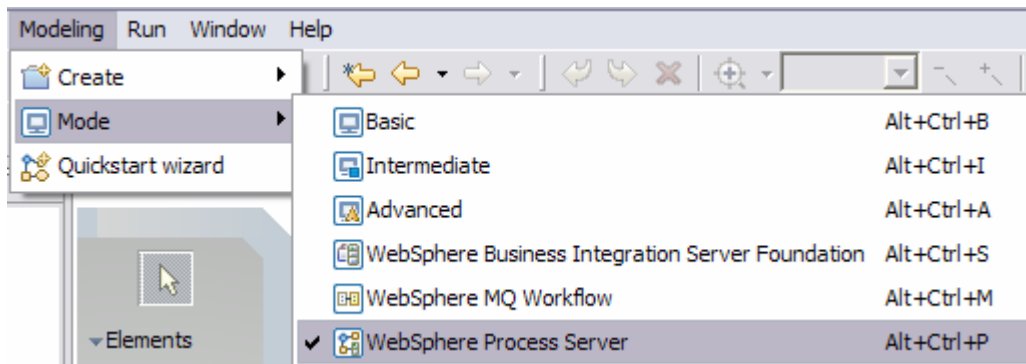 Modeling Run Window Help
Create
Mode
Quickstart wizard
Basic Alt+Ctrl+B
Intermediate Alt+Ctrl+I
Advanced Alt+Ctrl+A
WebSphere Business Integration Server Foundation Alt+Ctrl+S
WebSphere MQ Workflow Alt+Ctrl+M
WebSphere Process Server Alt+Ctrl+P
Elements